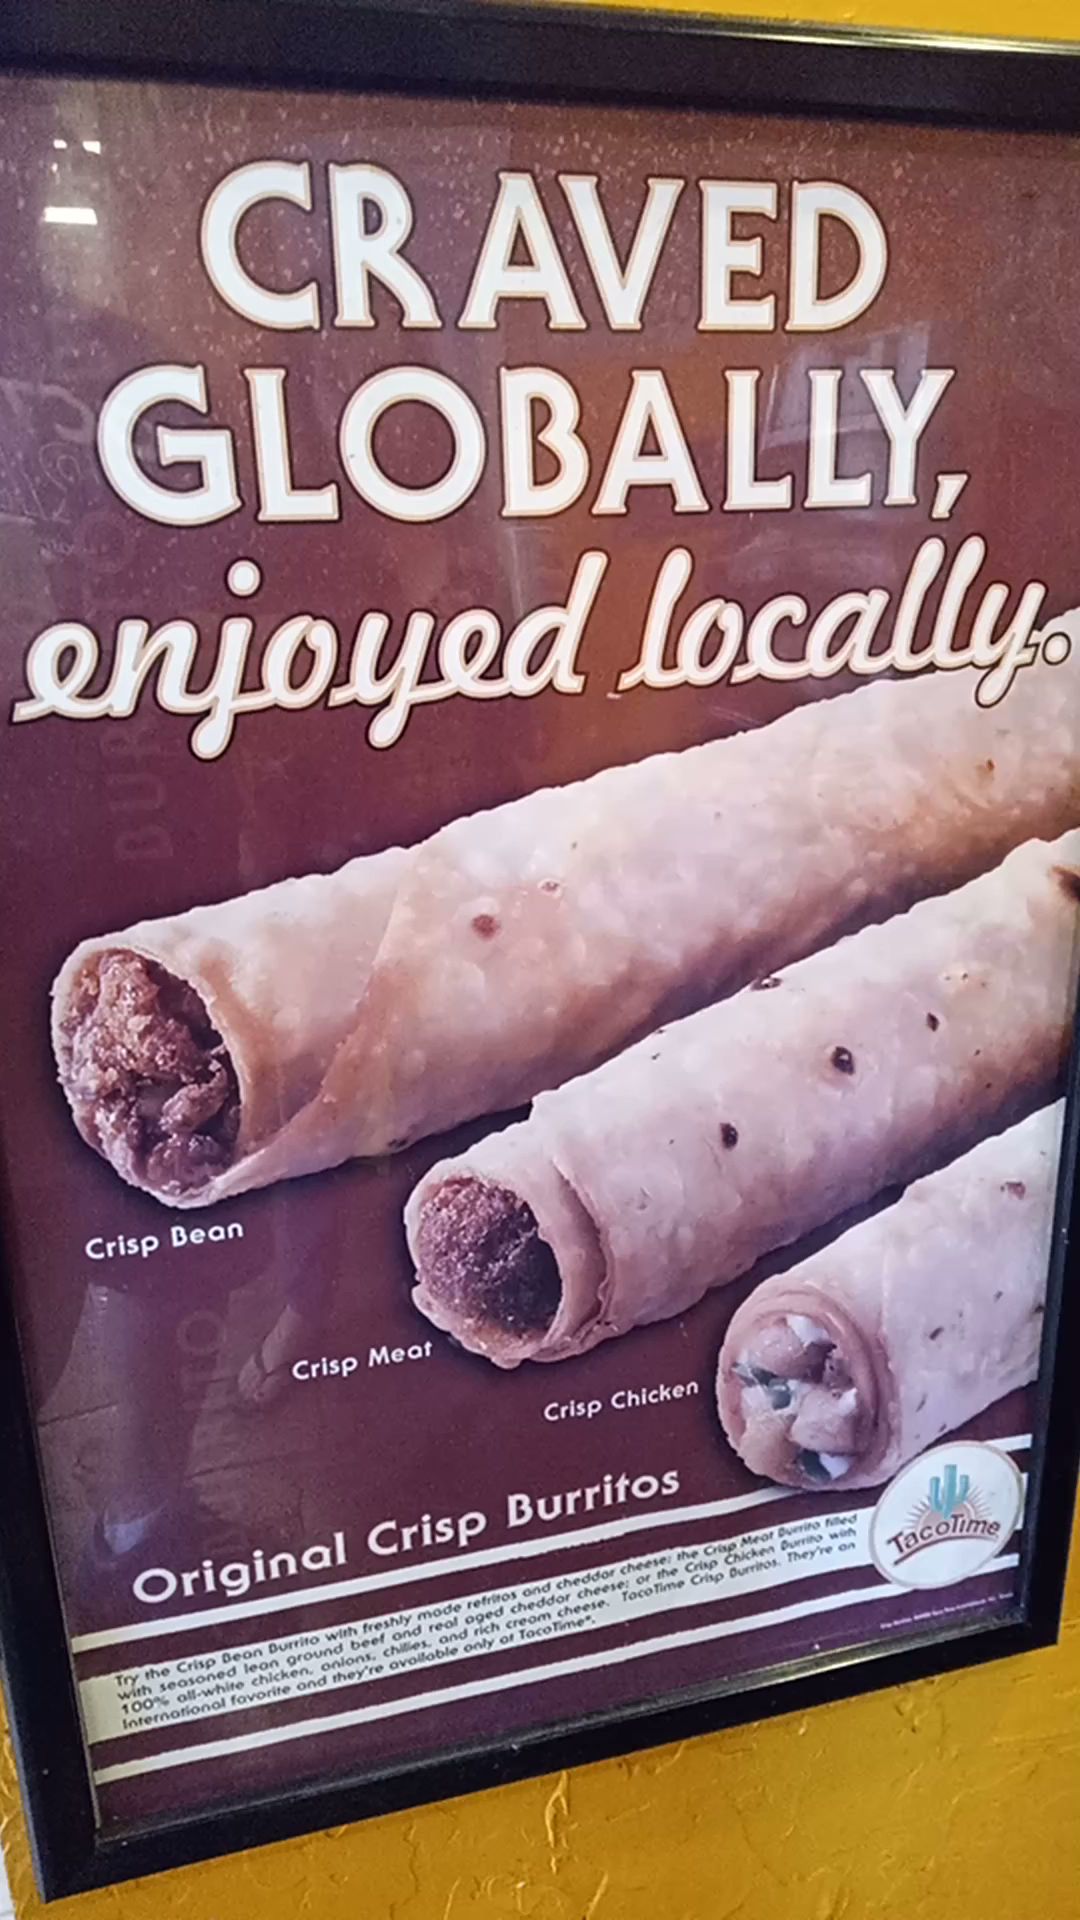 CRAVED
GLOBALLY,
enjoyed locally.
Crisp Bean
Crisp Meat
Crisp Chicken
Original Crisp Burritos
TacoTime
Try the Crisp Bean Burrito with freshly made refritos and cheddar cheese; the Crisp Meat Burrito filled
with seasoned lean ground beef and real aged cheddar cheese; or the Crisp Chicken Burrito with
100% all-white chicken, onions, chilies, and rich cream cheese. TacoTime Crisp Burritos. They're an
International favorite and they're available only at TacoTime®.